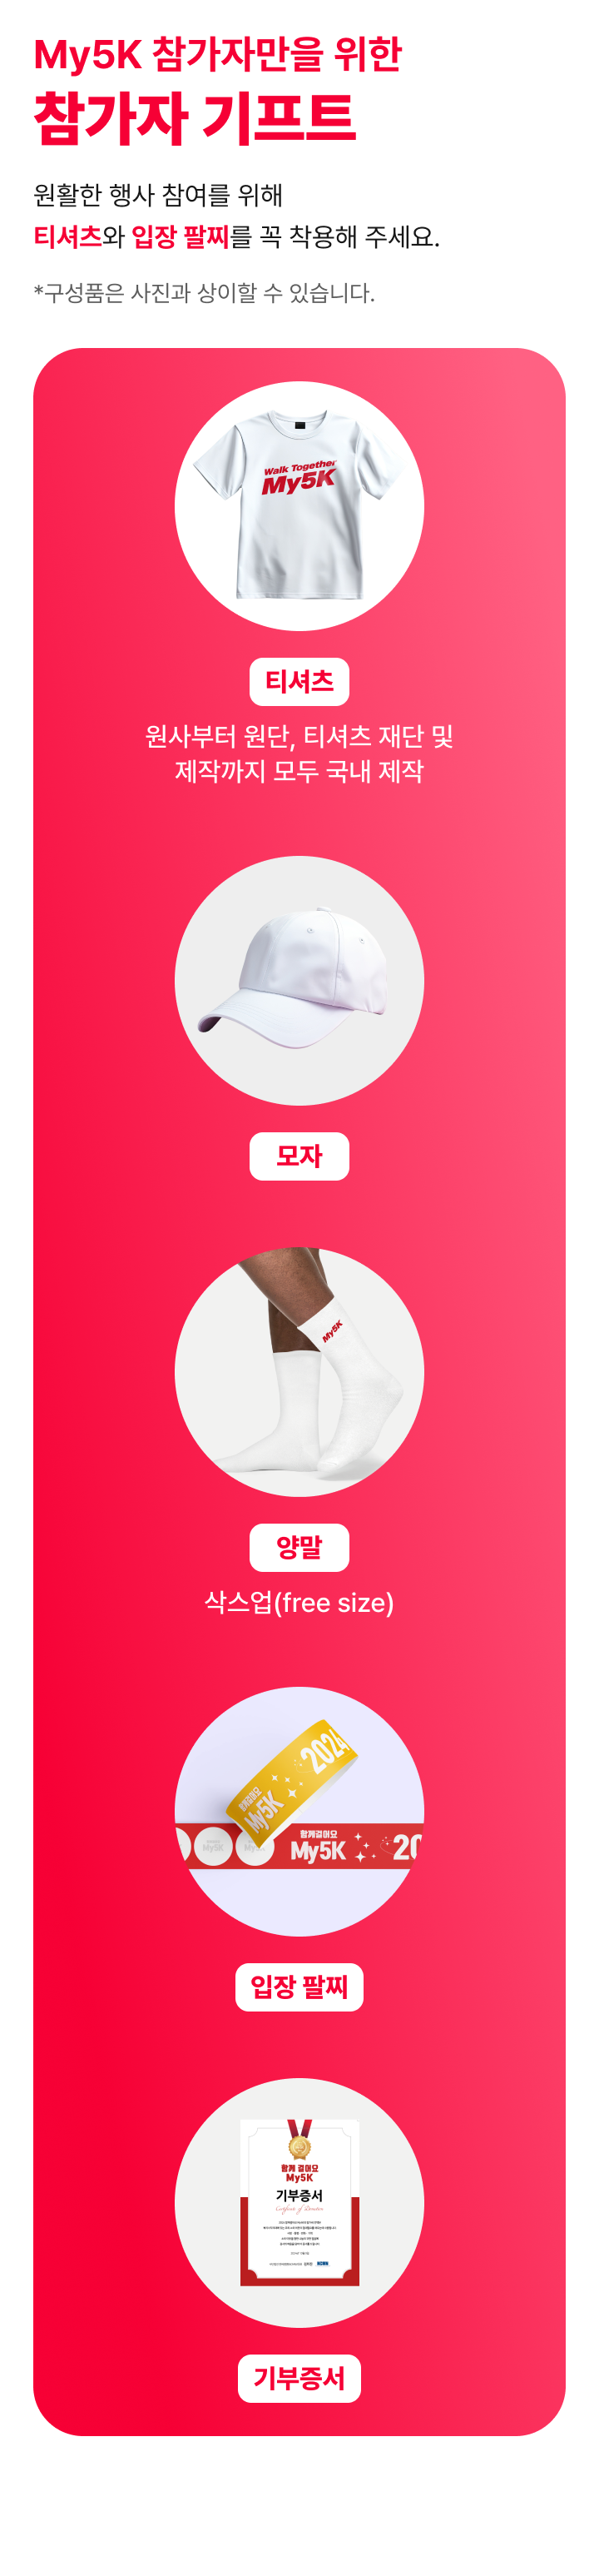 My5K 참가자만을 위한
참가자 기프트
원활한 행사 참여를 위해
티셔츠와 입장 팔찌를 꼭 착용해 주세요.
*구성품은 사진과 상이할 수 있습니다.
Walk Together
My5K
티셔츠
원사부터 원단, 티셔츠 재단 및
제작까지 모두 국내 제작
모자
My5K
양말
삭스업(free size)
함께걸어요
My5K
2024
함께걸어요
My5K
20
My5K
입장 팔찌
함께 걸어요
My5K
기부증서
Certificate of Donation
기부증서